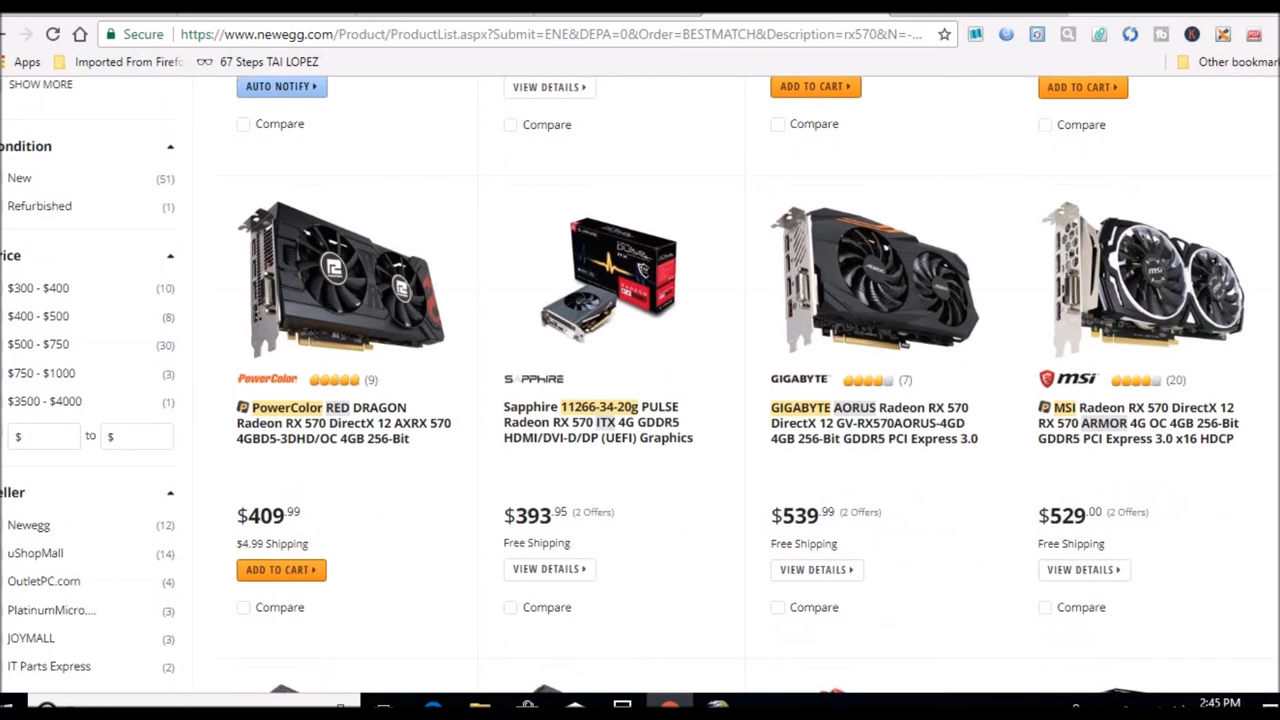 Secure
https://www.newegg.com/Product/ProductList.aspx?Submit=ENE&DEPA=0&Order=BESTMATCH&Description=rx570&N=-...
Apps
Imported From Firefo
67 Steps TAI LOPEZ
Other bookmar
SHOW MORE
AUTO NOTIFY
VIEW DETAILS
ADD TO CART
ADD TO CART
Compare
Compare
Compare
Compare
ondition
New (51)
Refurbished (1)
rice
$300 - $400 (10)
$400 - $500 (8)
$500 - $750 (30)
$750 - $1000 (3)
$3500 - $4000 (1)
$ to $
eller
Newegg (12)
uShopMall (14)
OutletPC.com (4)
PlatinumMicro.... (3)
JOYMALL (3)
IT Parts Express (2)
PowerColor (9)
PowerColor RED DRAGON
Radeon RX 570 DirectX 12 AXRX 570
4GBD5-3DHD/OC 4GB 256-Bit
$409.99
$4.99 Shipping
ADD TO CART
Compare
SAPPHIRE
Sapphire 11266-34-20g PULSE
Radeon RX 570 ITX 4G GDDR5
HDMI/DVI-D/DP (UEFI) Graphics
$393.95 (2 Offers)
Free Shipping
VIEW DETAILS
Compare
GIGABYTE (7)
GIGABYTE AORUS Radeon RX 570
DirectX 12 GV-RX570AORUS-4GD
4GB 256-Bit GDDR5 PCI Express 3.0
$539.99 (2 Offers)
Free Shipping
VIEW DETAILS
Compare
msi (20)
MSI Radeon RX 570 DirectX 12
RX 570 ARMOR 4G OC 4GB 256-Bit
GDDR5 PCI Express 3.0 x16 HDCP
$529.00 (2 Offers)
Free Shipping
VIEW DETAILS
Compare
2:45 PM